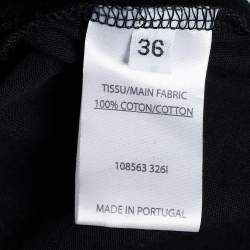 36
TISSU/MAIN FABRIC
100% COTON/COTTON
108563 326I
MADE IN PORTUGAL